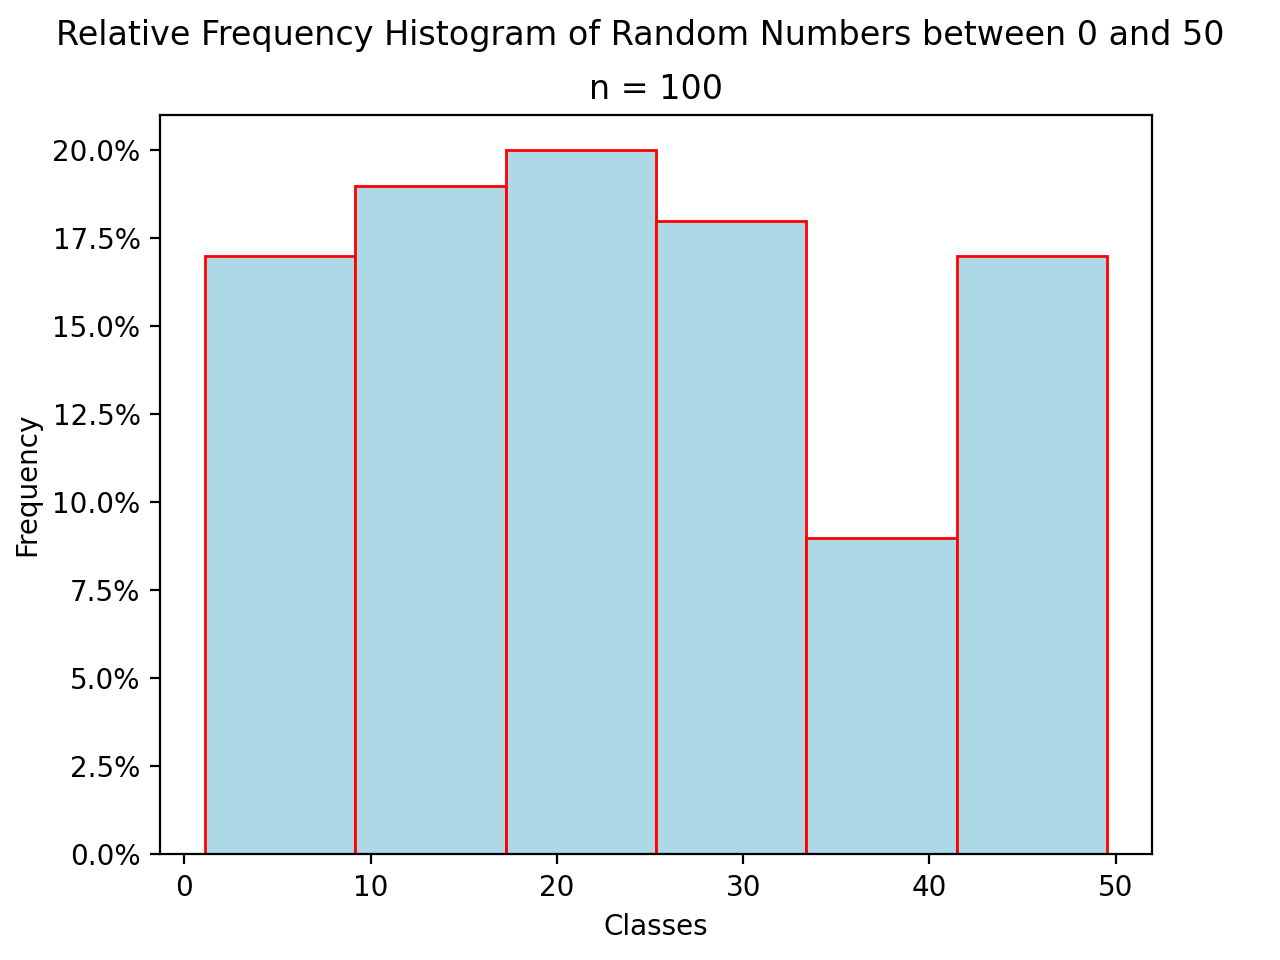 Relative Frequency Histogram of Random Numbers between 0 and 50
n = 100
20.0%
17.5%
15.0%
12.5%
10.0%
7.5%
5.0%
2.5%
0.0%
Frequency
0 10 20 30 40 50
Classes